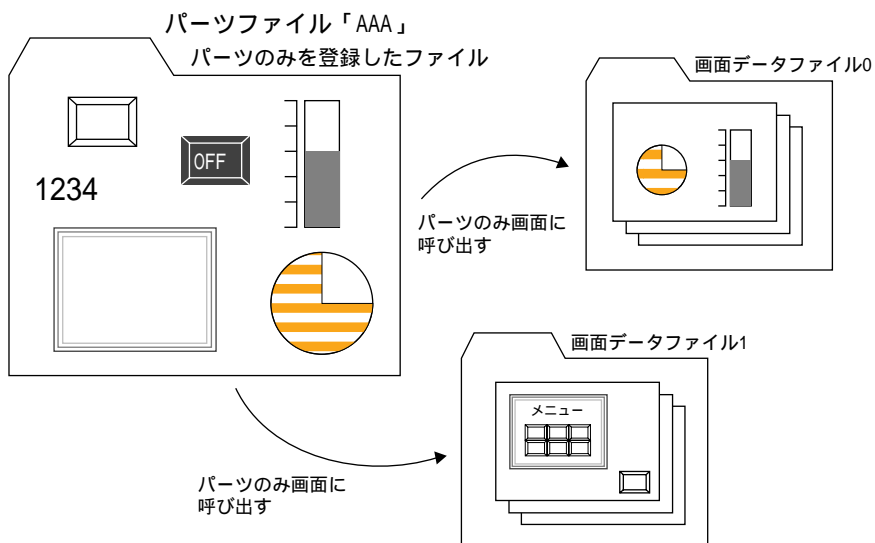 パーツファイル「AAA」
パーツのみを登録したファイル
画面データファイル0
OFF
1234
パーツのみ画面に
呼び出す
画面データファイル1
メニュー
パーツのみ画面に
呼び出す